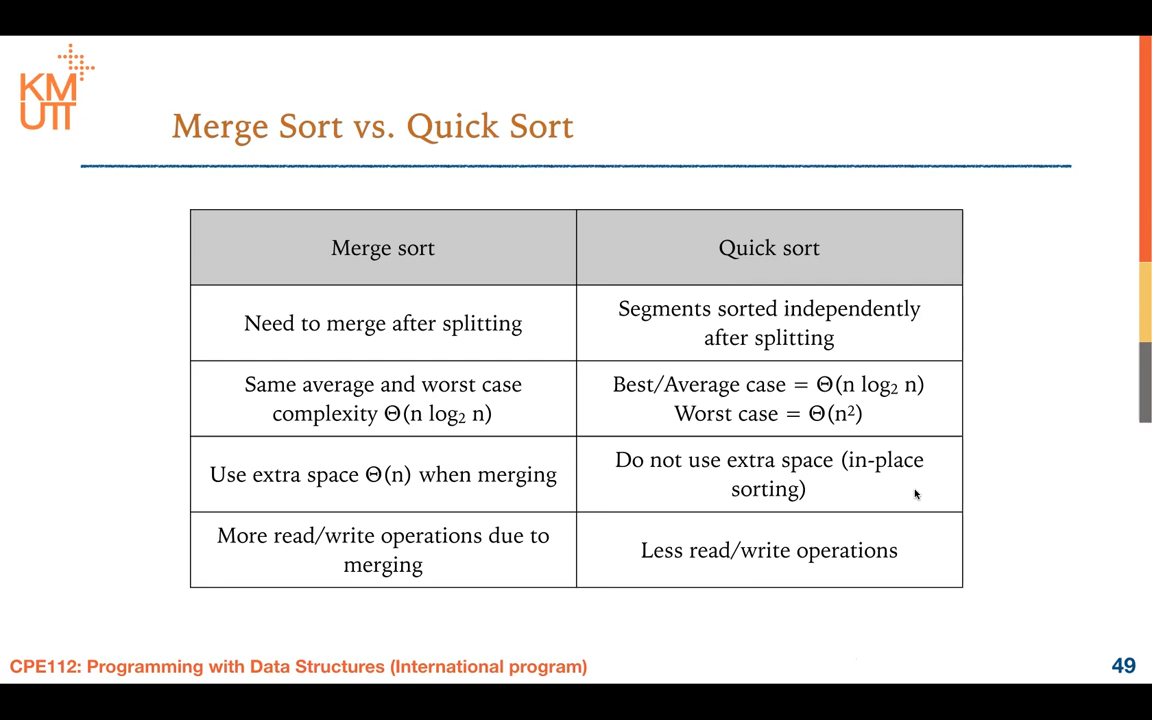 KM
UTT
Merge Sort vs. Quick Sort
Merge sort
Quick sort
Need to merge after splitting
Segments sorted independently
after splitting
Same average and worst case
complexity Θ(n log₂ n)
Best/Average case = Θ(n log₂ n)
Worst case = Θ(n²)
Use extra space Θ(n) when merging
Do not use extra space (in-place
sorting)
More read/write operations due to
merging
Less read/write operations
CPE112: Programming with Data Structures (International program)
49